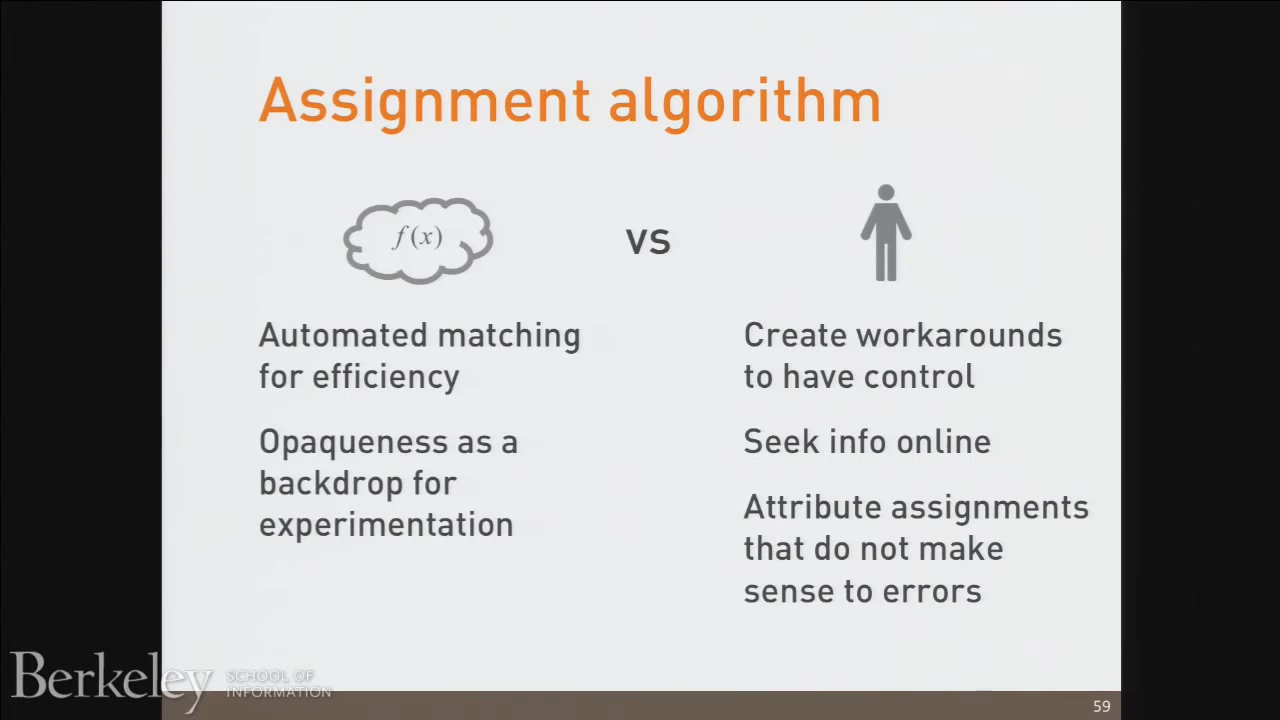 Assignment algorithm
f(x)
vs
Automated matching
for efficiency
Opaqueness as a
backdrop for
experimentation
Create workarounds
to have control
Seek info online
Attribute assignments
that do not make
sense to errors
Berkeley
SCHOOL OF
INFORMATION
59